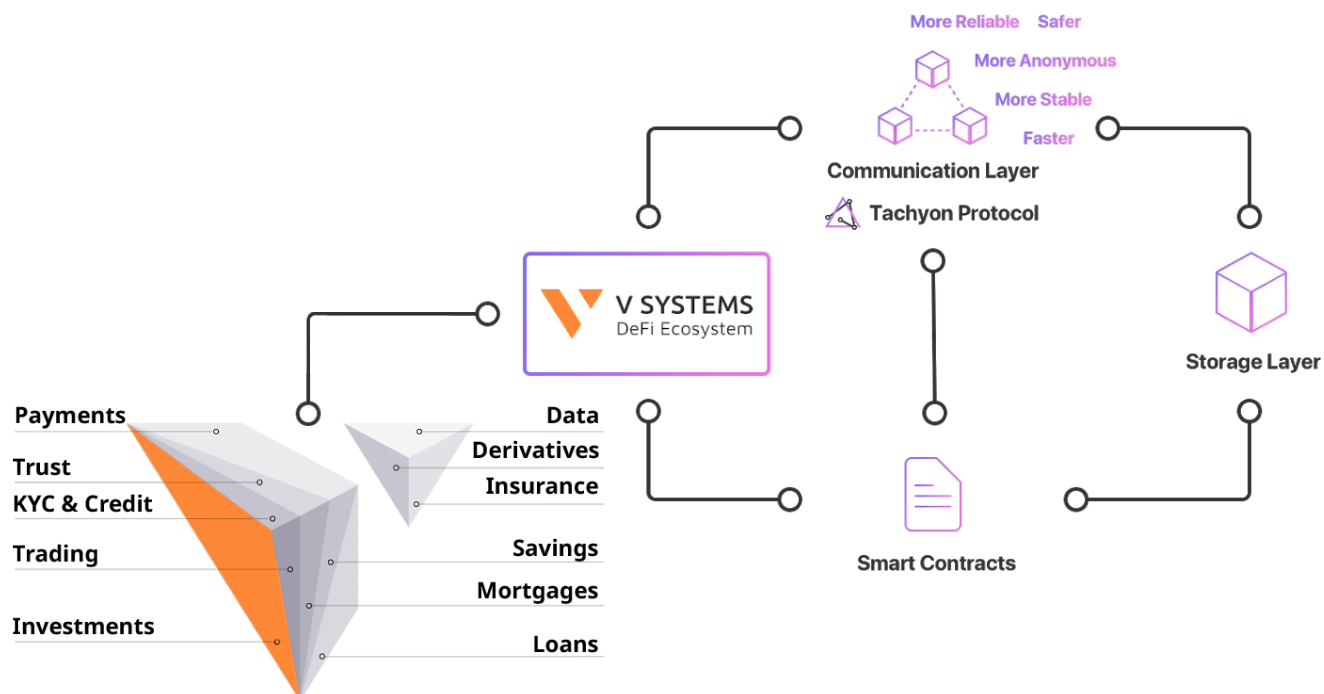 More Reliable Safer
More Anonymous
More Stable
Faster
Communication Layer
Tachyon Protocol
V SYSTEMS
DeFi Ecosystem
Storage Layer
Payments
Trust
KYC & Credit
Trading
Investments
Data
Derivatives
Insurance
Savings
Mortgages
Loans
Smart Contracts